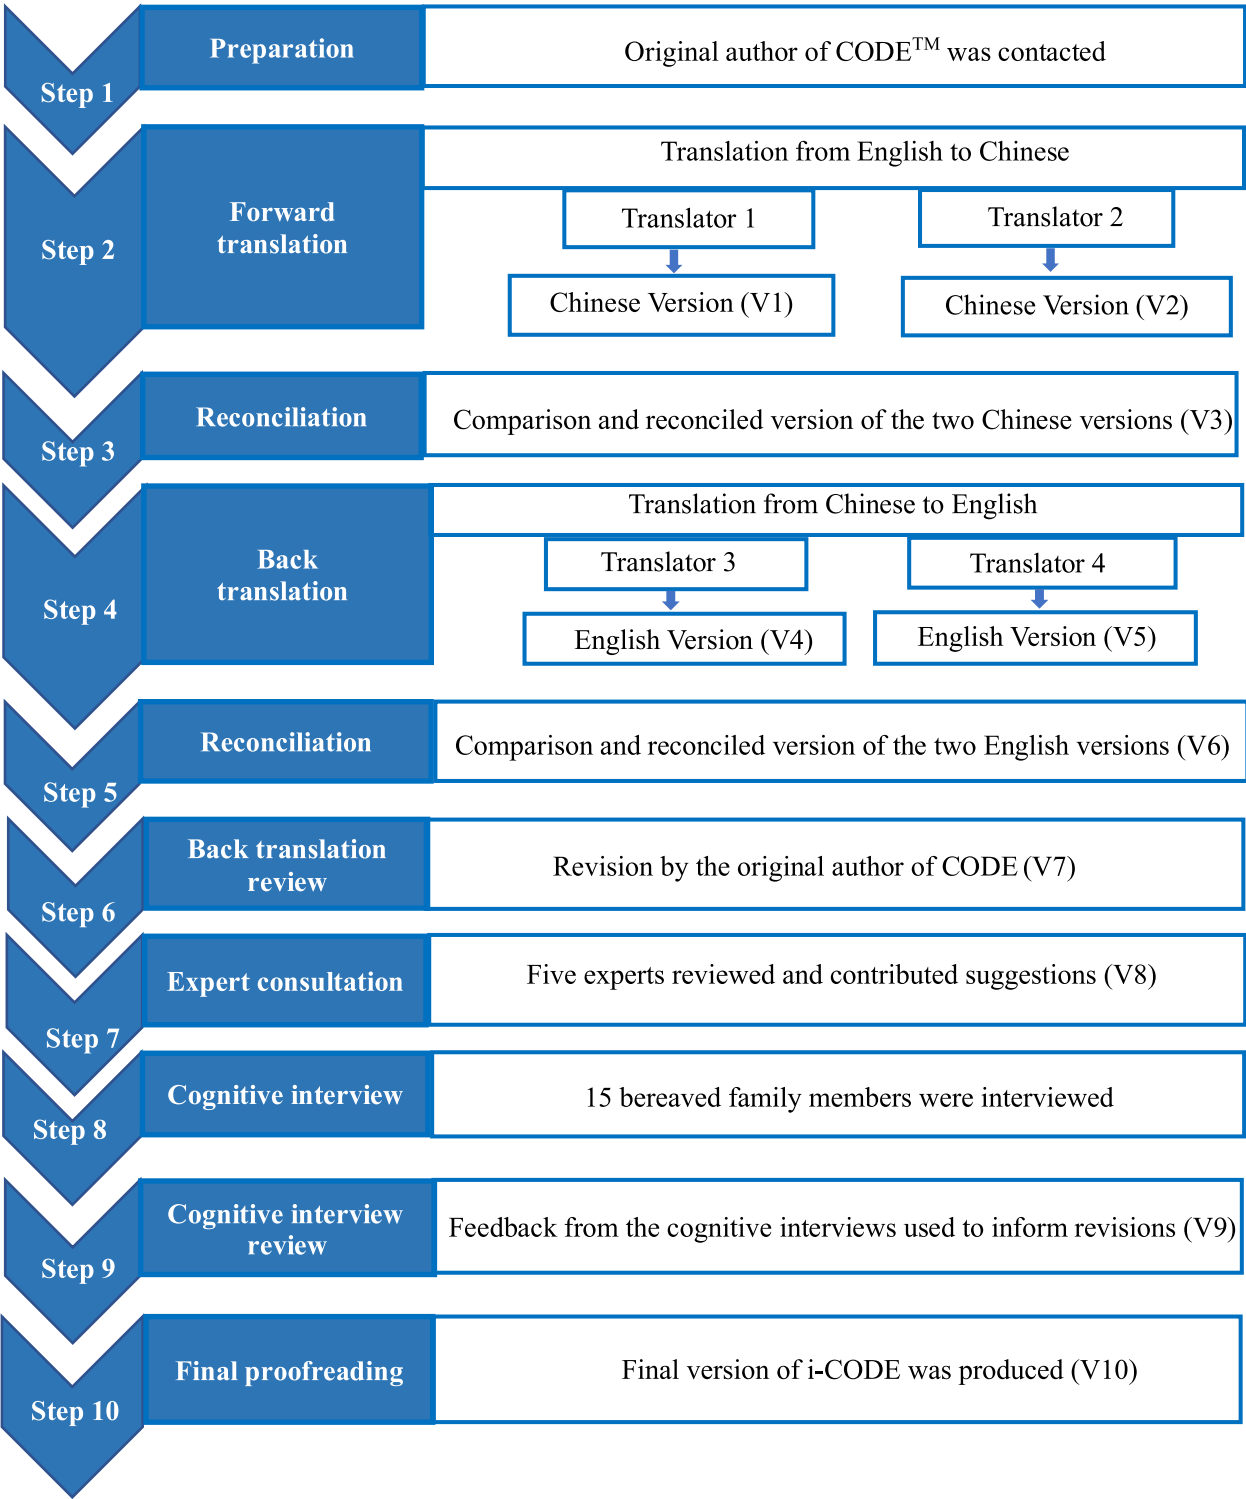 Step 1
Preparation
Original author of CODE™ was contacted
Step 2
Forward
translation
Translation from English to Chinese
Translator 1
Translator 2
Chinese Version (V1)
Chinese Version (V2)
Step 3
Reconciliation
Comparison and reconciled version of the two Chinese versions (V3)
Step 4
Back
translation
Translation from Chinese to English
Translator 3
Translator 4
English Version (V4)
English Version (V5)
Step 5
Reconciliation
Comparison and reconciled version of the two English versions (V6)
Step 6
Back translation
review
Revision by the original author of CODE (V7)
Step 7
Expert consultation
Five experts reviewed and contributed suggestions (V8)
Step 8
Cognitive interview
15 bereaved family members were interviewed
Step 9
Cognitive interview
review
Feedback from the cognitive interviews used to inform revisions (V9)
Step 10
Final proofreading
Final version of i-CODE was produced (V10)